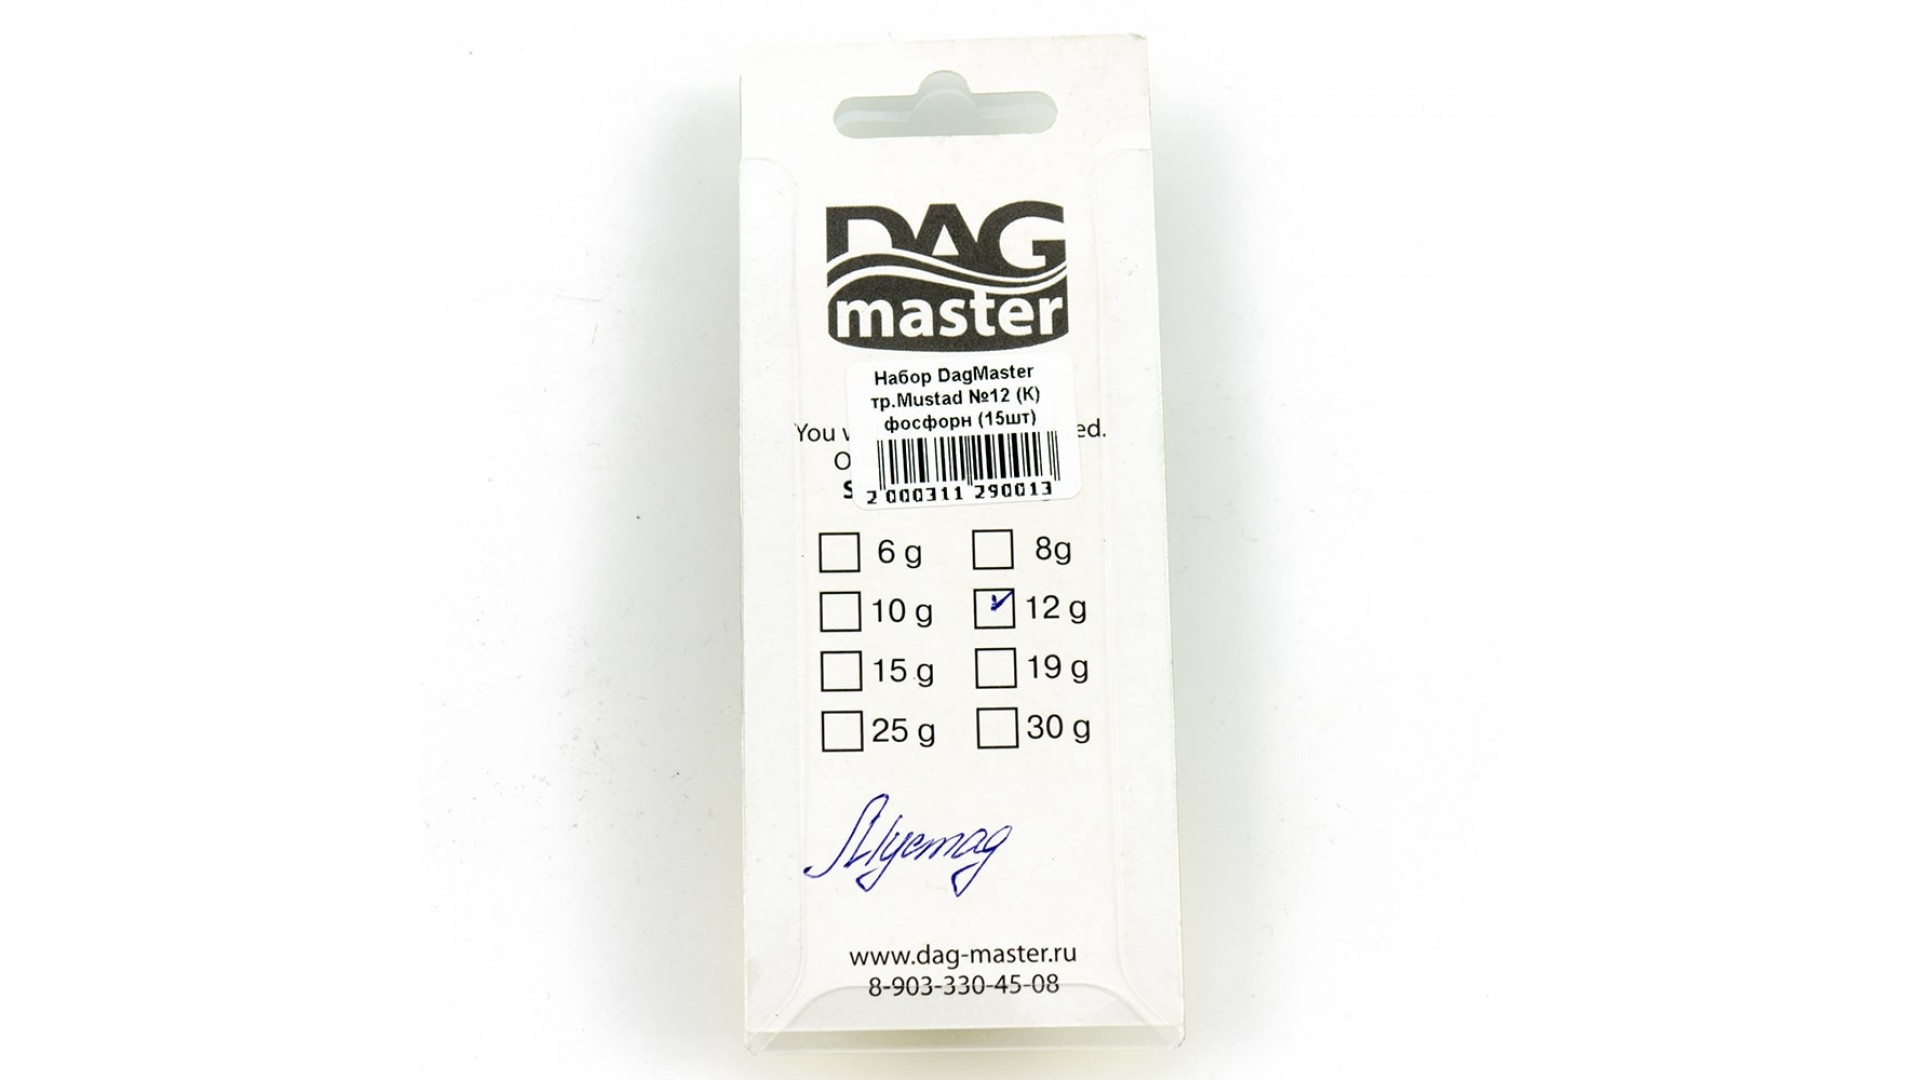 DAG
master
Набор DagMaster
тр.Mustad №12 (К)
фосфорн (15шт)
You
ed.
2 000311 290013
6 g 8g
10 g 12 g
15 g 19 g
25 g 30 g
Мустад
www.dag-master.ru
8-903-330-45-08